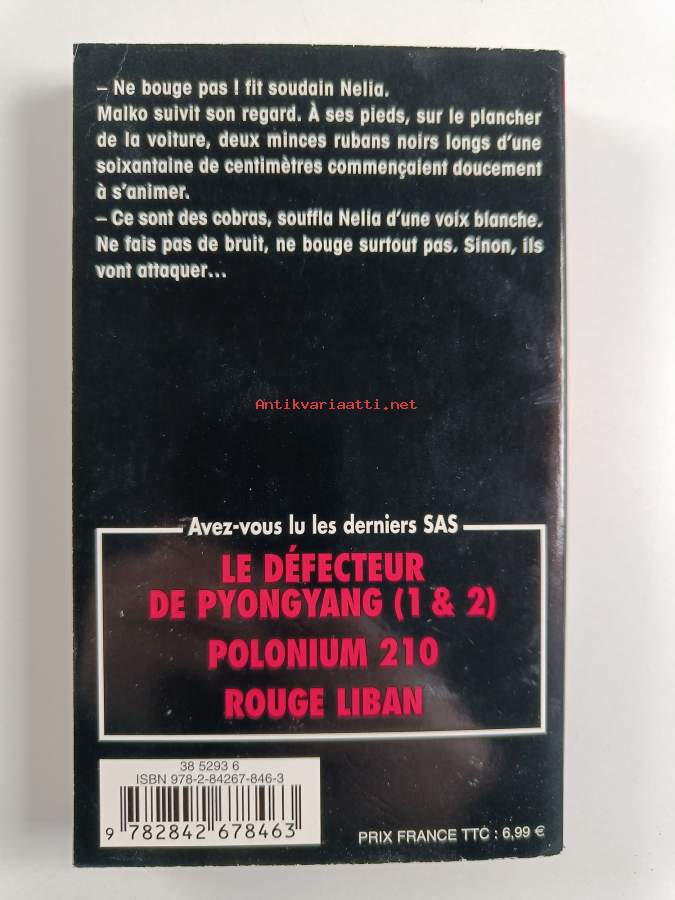 – Ne bouge pas ! fit soudain Nelia.
Malko suivit son regard. À ses pieds, sur le plancher
de la voiture, deux minces rubans noirs longs d'une
soixantaine de centimètres commençaient doucement
à s'animer.
– Ce sont des cobras, souffla Nelia d'une voix blanche.
Ne fais pas de bruit, ne bouge surtout pas. Sinon, ils
vont attaquer...
Antikvariaatti.net
Avez-vous lu les derniers SAS
LE DÉFECTEUR
DE PYONGYANG (1 & 2)
POLONIUM 210
ROUGE LIBAN
38 5293 6
ISBN 978-2-84267-846-3
9 782842 678463
PRIX FRANCE TTC : 6,99 €